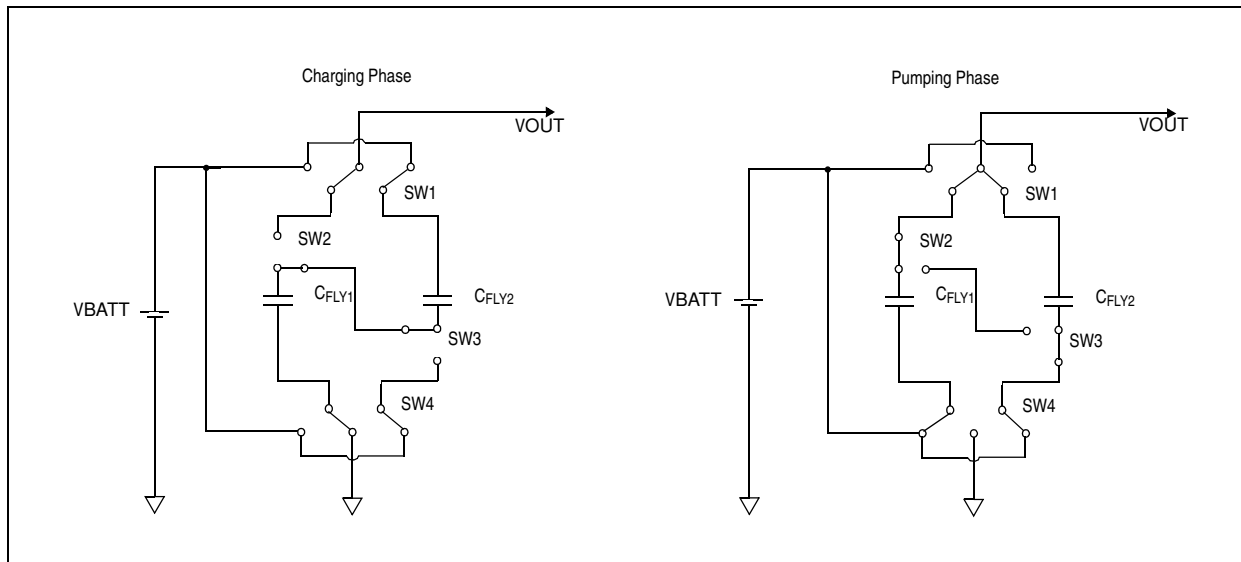 Charging Phase
VOUT
SW1
SW2
VBATT
CFLY1
CFLY2
SW3
SW4
Pumping Phase
VOUT
SW1
SW2
VBATT
CFLY1
CFLY2
SW3
SW4